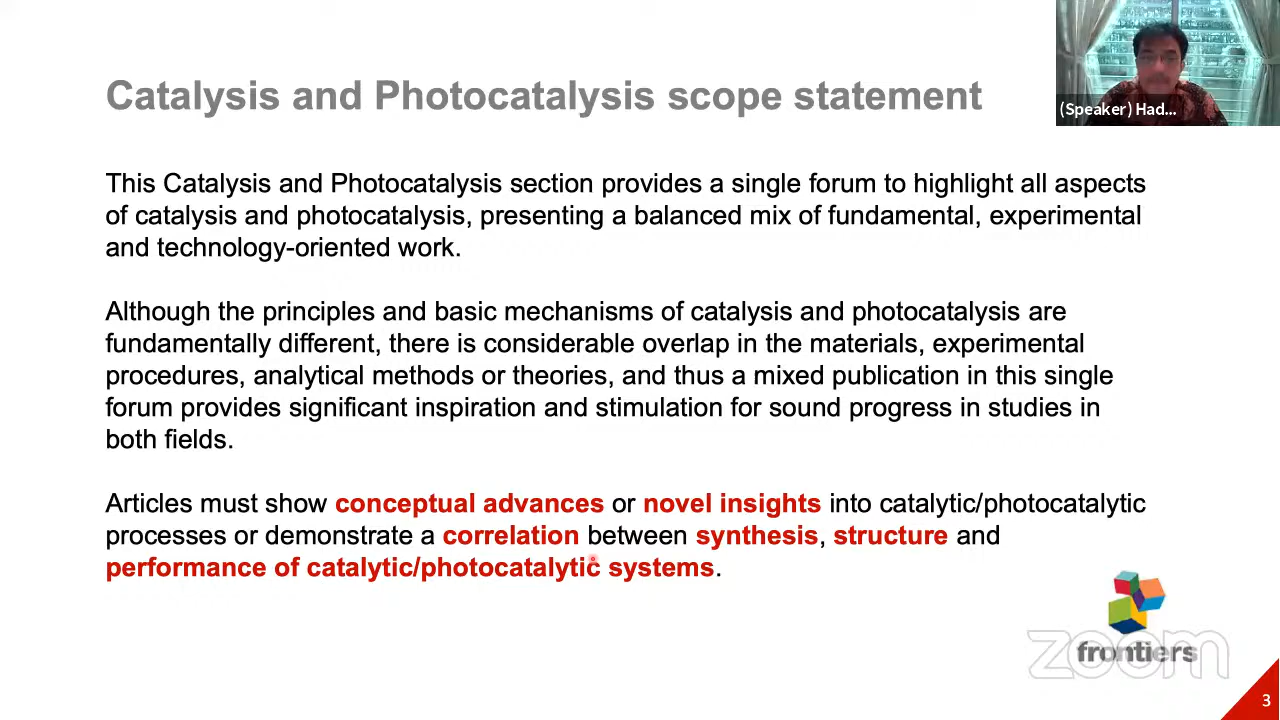 Catalysis and Photocatalysis scope statement
(Speaker) Had...
This Catalysis and Photocatalysis section provides a single forum to highlight all aspects
of catalysis and photocatalysis, presenting a balanced mix of fundamental, experimental
and technology-oriented work.
Although the principles and basic mechanisms of catalysis and photocatalysis are
fundamentally different, there is considerable overlap in the materials, experimental
procedures, analytical methods or theories, and thus a mixed publication in this single
forum provides significant inspiration and stimulation for sound progress in studies in
both fields.
Articles must show conceptual advances or novel insights into catalytic/photocatalytic
processes or demonstrate a correlation between synthesis, structure and
performance of catalytic/photocatalytic systems.
zoom
frontiers
3